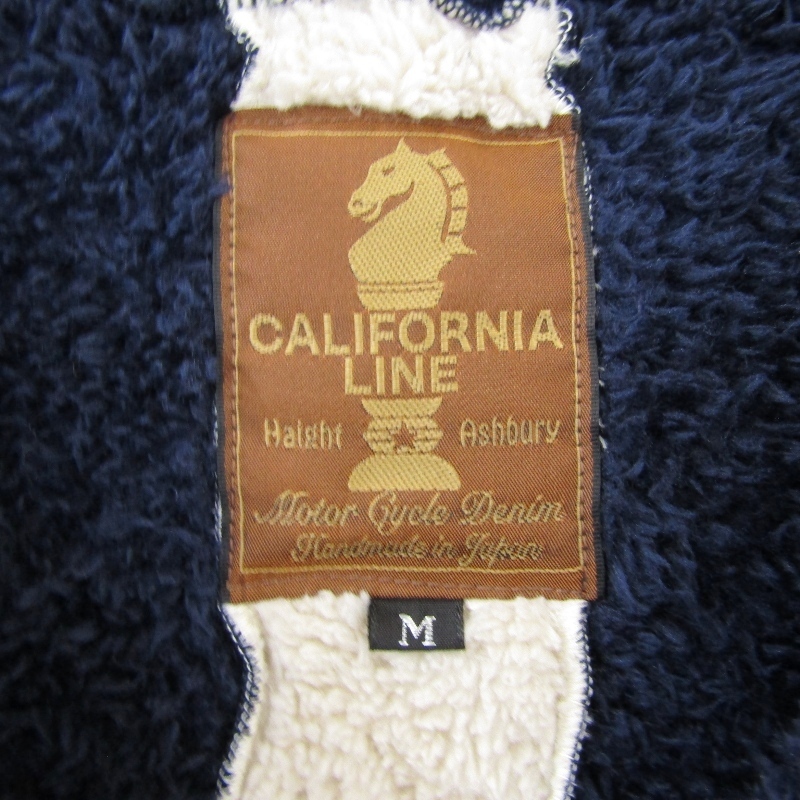 CALIFORNIA
LINE
Haight Ashbury
Motor Cycle Denim
Handmade in Japan
M